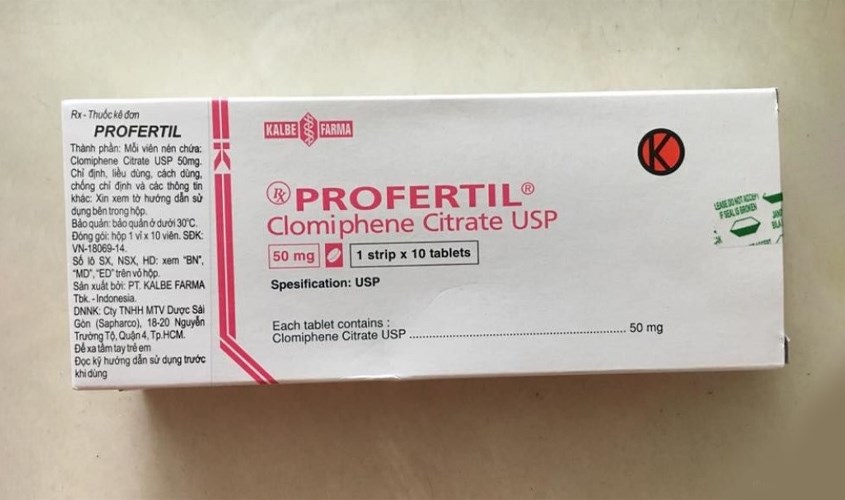 Rx - Thuốc kê đơn
PROFERTIL
Thành phần: Mỗi viên nén chứa:
Clomiphene Citrate USP 50mg.
Chỉ định, liều dùng, cách dùng,
chống chỉ định và các thông tin
khác: Xin xem tờ hướng dẫn sử
dụng bên trong hộp.
Bảo quản: bảo quản ở dưới 30°C.
Đóng gói: hộp 1 vỉ x 10 viên. SĐK:
VN-18069-14.
Số lô SX, NSX, HD: xem "BN",
"MD", "ED" trên vỏ hộp.
Sản xuất bởi: PT. KALBE FARMA
Tbk. - Indonesia.
DNNK: Cty TNHH MTV Dược Sài
Gòn (Sapharco), 18-20 Nguyễn
Trường Tộ, Quận 4, Tp.HCM.
Để xa tầm tay trẻ em
Đọc kỹ hướng dẫn sử dụng trước
khi dùng
K
KALBE FARMA
K
Rx PROFERTIL®
Clomiphene Citrate USP
50 mg
1 strip x 10 tablets
Spesification: USP
Each tablet contains :
Clomiphene Citrate USP ........................................................ 50 mg
IF SEAL IS BROKEN